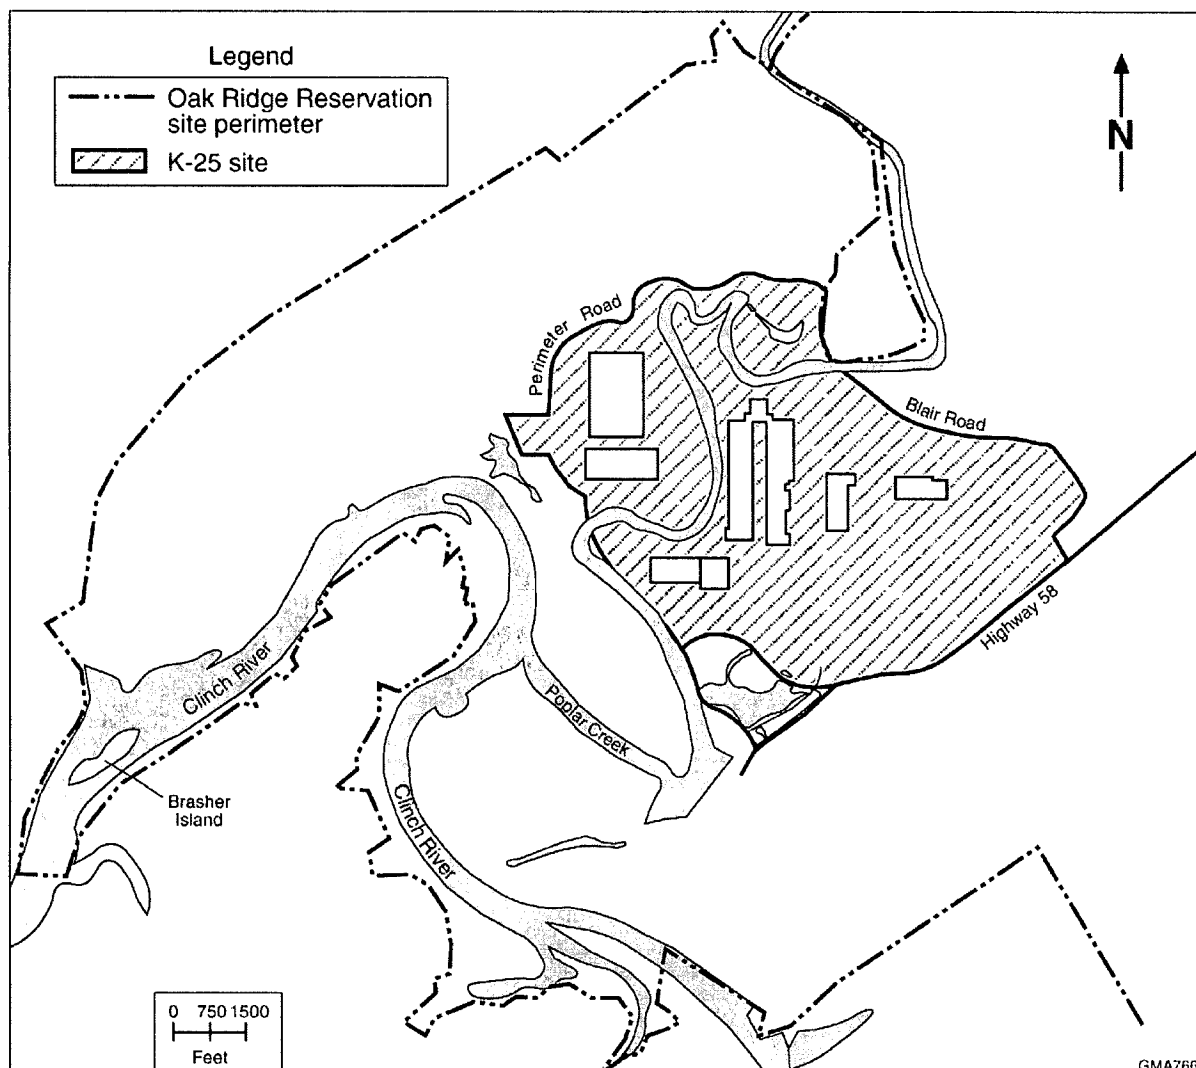 Legend
Oak Ridge Reservation
site perimeter
K-25 site
N
Perimeter Road
Blair Road
Highway 58
Clinch River
Poplar Creek
Brasher
Island
Clinch River
0 750 1500
Feet
GMA766